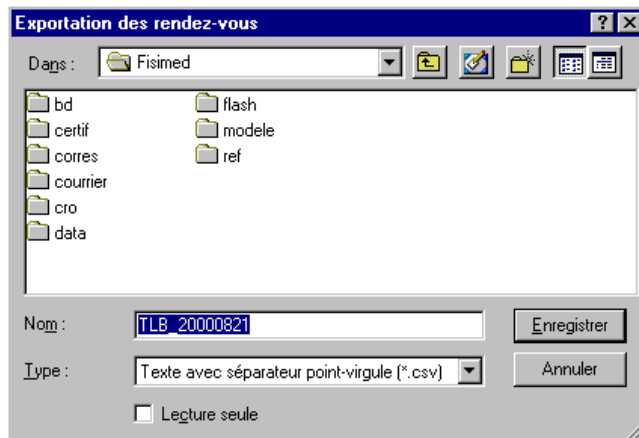 Exportation des rendez-vous
Dans : Fisimed
bd
certif
corres
courrier
cro
data
flash
modele
ref
Nom : TLB_20000821 Enregistrer
Type : Texte avec séparateur point-virgule (*.csv) Annuler
Lecture seule